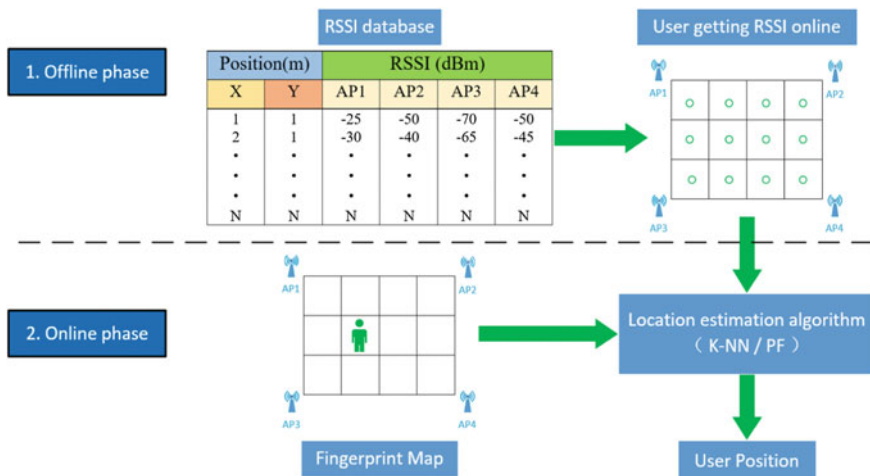 RSSI database
User getting RSSI online
1. Offline phase
Position(m) RSSI (dBm)
X Y AP1 AP2 AP3 AP4
1 1 -25 -50 -70 -50
2 1 -30 -40 -65 -45
N N N N N N
AP1 AP2
AP3 AP4
2. Online phase
AP1 AP2
AP3 AP4
Fingerprint Map
Location estimation algorithm
( K-NN / PF )
User Position